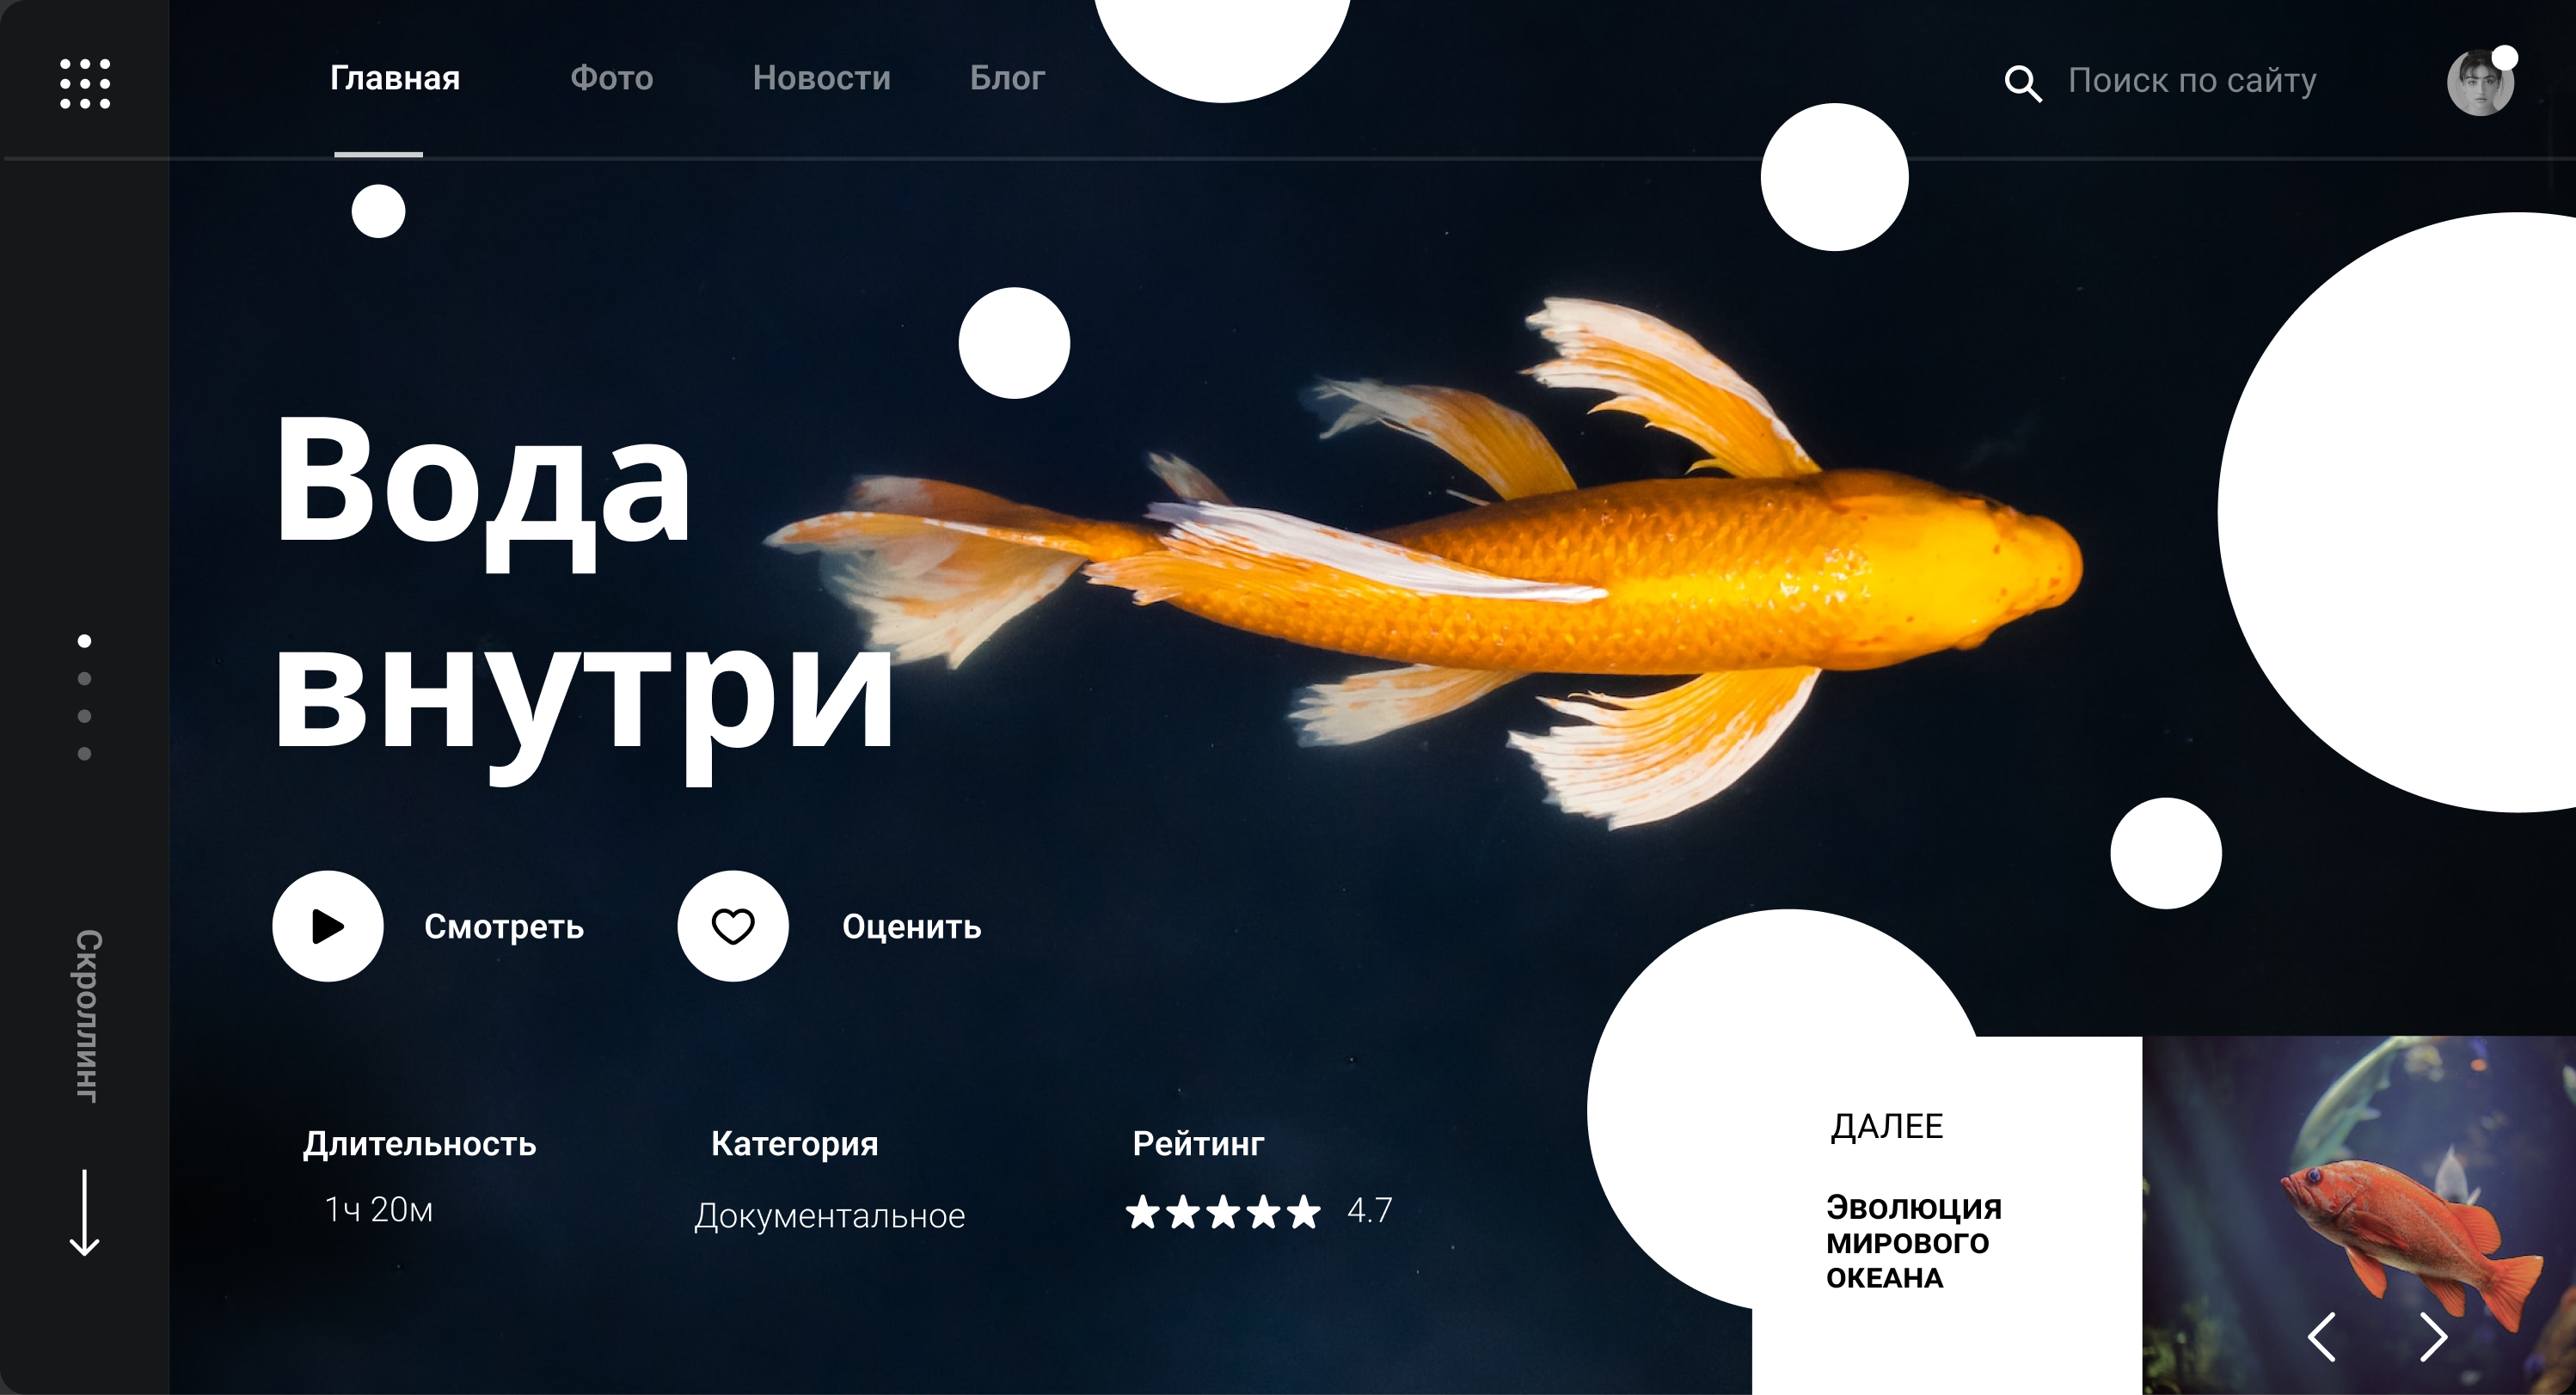 Главная
Фото
Новости
Блог
Поиск по сайту
Вода
внутри
Смотреть
Оценить
Скроллинг
Длительность
1ч 20м
Категория
Документальное
Рейтинг
4.7
ДАЛЕЕ
ЭВОЛЮЦИЯ
МИРОВОГО
ОКЕАНА